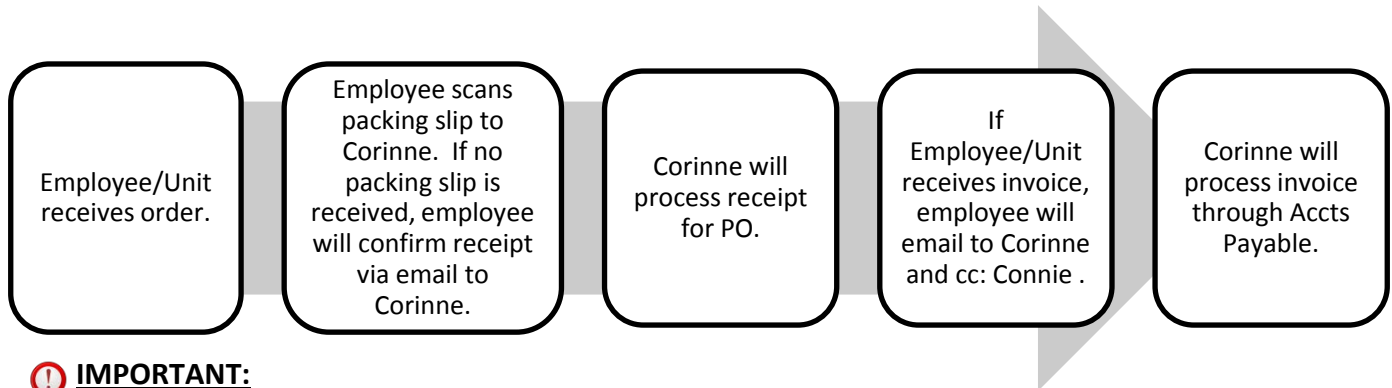 Employee/Unit
receives order.
Employee scans
packing slip to
Corinne.  If no
packing slip is
received, employee
will confirm receipt
via email to
Corinne.
Corinne will
process receipt
for PO.
If
Employee/Unit
receives invoice,
employee will
email to Corinne
and cc: Connie .
Corinne will
process invoice
through Accts
Payable.
IMPORTANT: